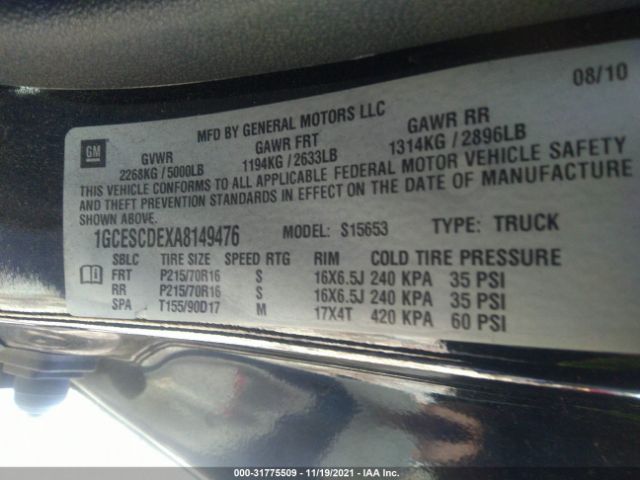 08/10
MFD BY GENERAL MOTORS LLC
GM
GVWR GAWR FRT GAWR RR
2268KG / 5000LB 1194KG / 2633LB 1314KG / 2896LB
THIS VEHICLE CONFORMS TO ALL APPLICABLE FEDERAL MOTOR VEHICLE SAFETY
AND THEFT PREVENTION STANDARDS IN EFFECT ON THE DATE OF MANUFACTURE
SHOWN ABOVE.
1GCESCDEXA8149476 MODEL: S15653 TYPE: TRUCK
SBLC TIRE SIZE SPEED RTG RIM COLD TIRE PRESSURE
FRT P215/70R16 S 16X6.5J 240 KPA 35 PSI
RR P215/70R16 S 16X6.5J 240 KPA 35 PSI
SPA T155/90D17 M 17X4T 420 KPA 60 PSI
000-31775509 - 11/19/2021 - IAA Inc.